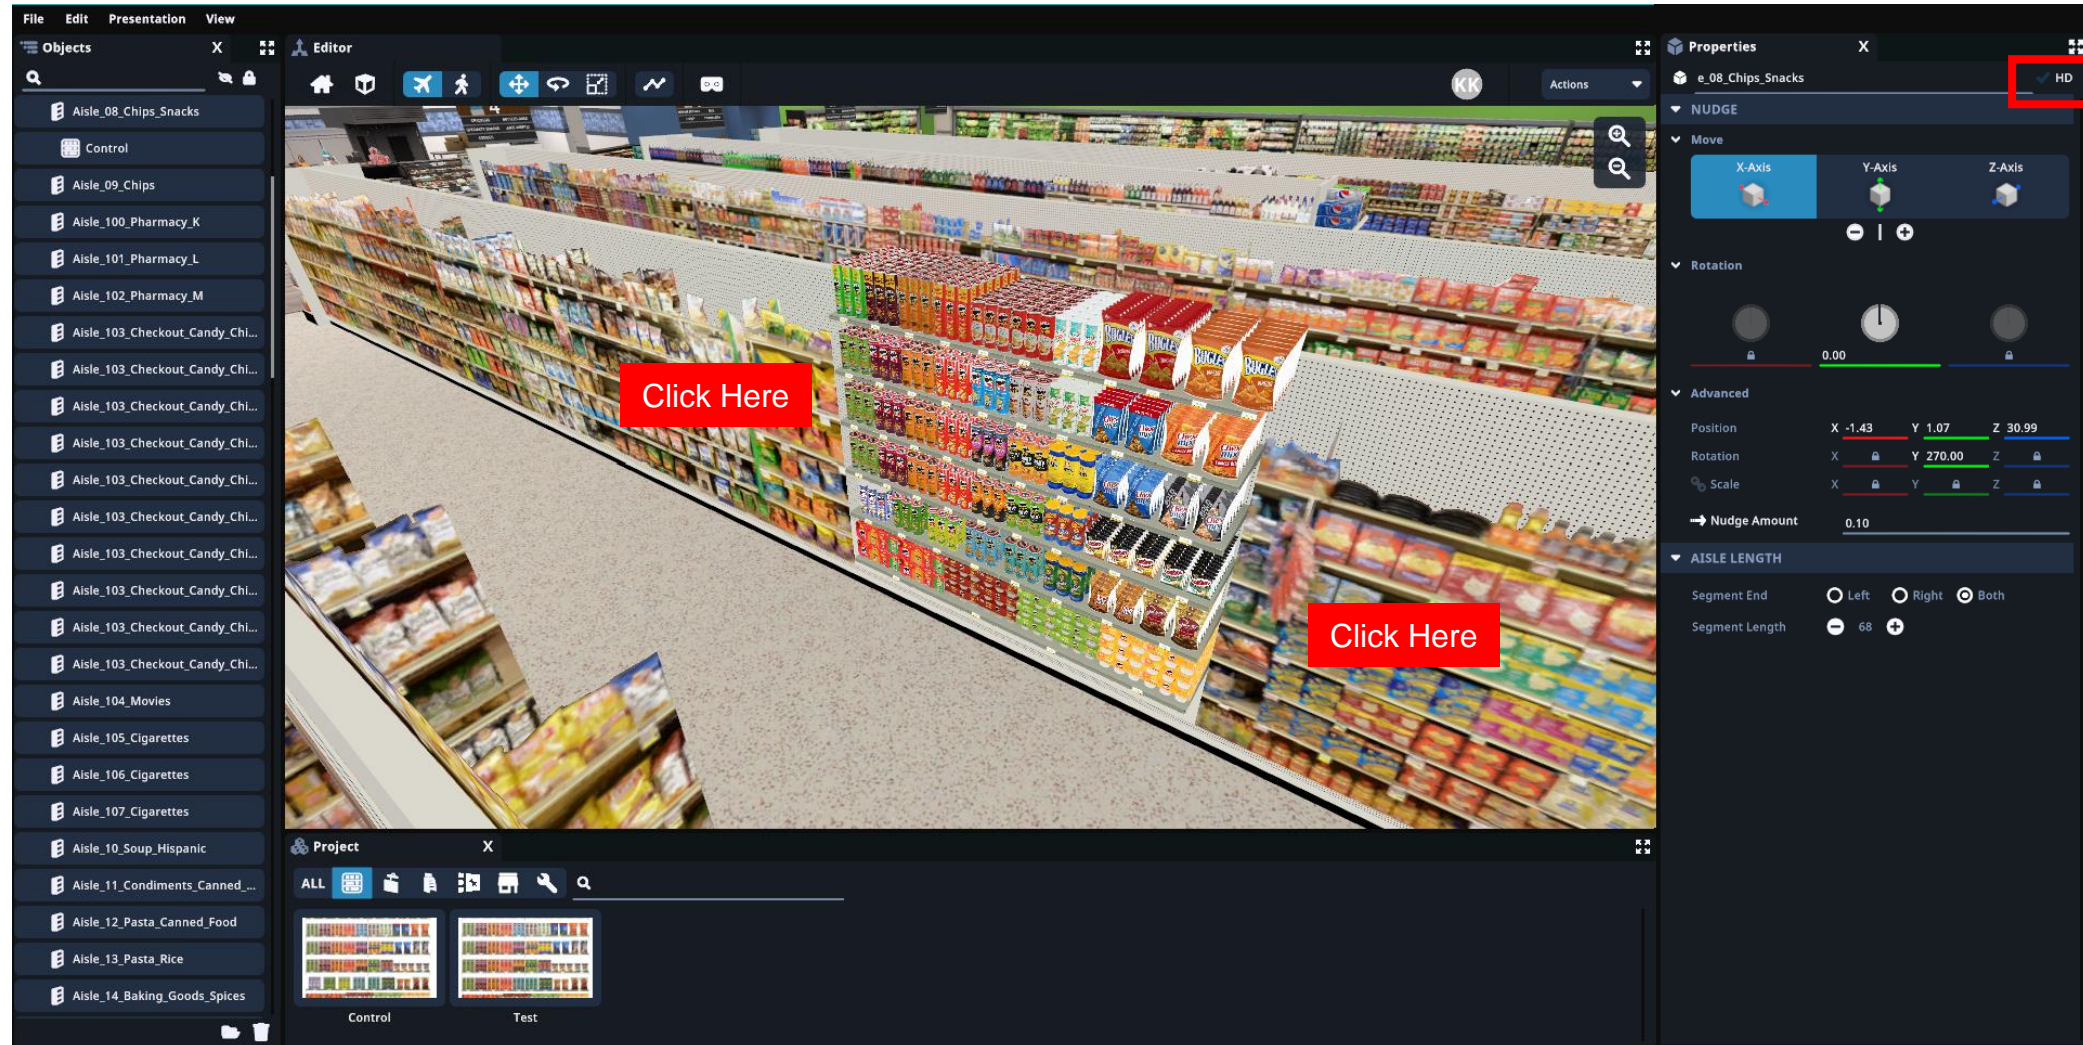 File Edit Presentation View
Objects X
Editor
Properties X
KK
Actions
e_08_Chips_Snacks
HD
Aisle_08_Chips_Snacks
Control
Aisle_09_Chips
Aisle_100_Pharmacy_K
Aisle_101_Pharmacy_L
Aisle_102_Pharmacy_M
Aisle_103_Checkout_Candy_Chi...
Aisle_103_Checkout_Candy_Chi...
Aisle_103_Checkout_Candy_Chi...
Aisle_103_Checkout_Candy_Chi...
Aisle_103_Checkout_Candy_Chi...
Aisle_103_Checkout_Candy_Chi...
Aisle_103_Checkout_Candy_Chi...
Aisle_103_Checkout_Candy_Chi...
Aisle_103_Checkout_Candy_Chi...
Aisle_103_Checkout_Candy_Chi...
Aisle_104_Movies
Aisle_105_Cigarettes
Aisle_106_Cigarettes
Aisle_107_Cigarettes
Aisle_10_Soup_Hispanic
Aisle_11_Condiments_Canned_...
Aisle_12_Pasta_Canned_Food
Aisle_13_Pasta_Rice
Aisle_14_Baking_Goods_Spices
4
BUGLES
BUGLES
Click Here
Click Here
NUDGE
Move
X-Axis Y-Axis Z-Axis
Rotation
0.00
Advanced
Position X -1.43 Y 1.07 Z 30.99
Rotation X Y 270.00 Z
Scale X Y Z
Nudge Amount 0.10
AISLE LENGTH
Segment End Left Right Both
Segment Length 68
Project X
ALL
Control
Test